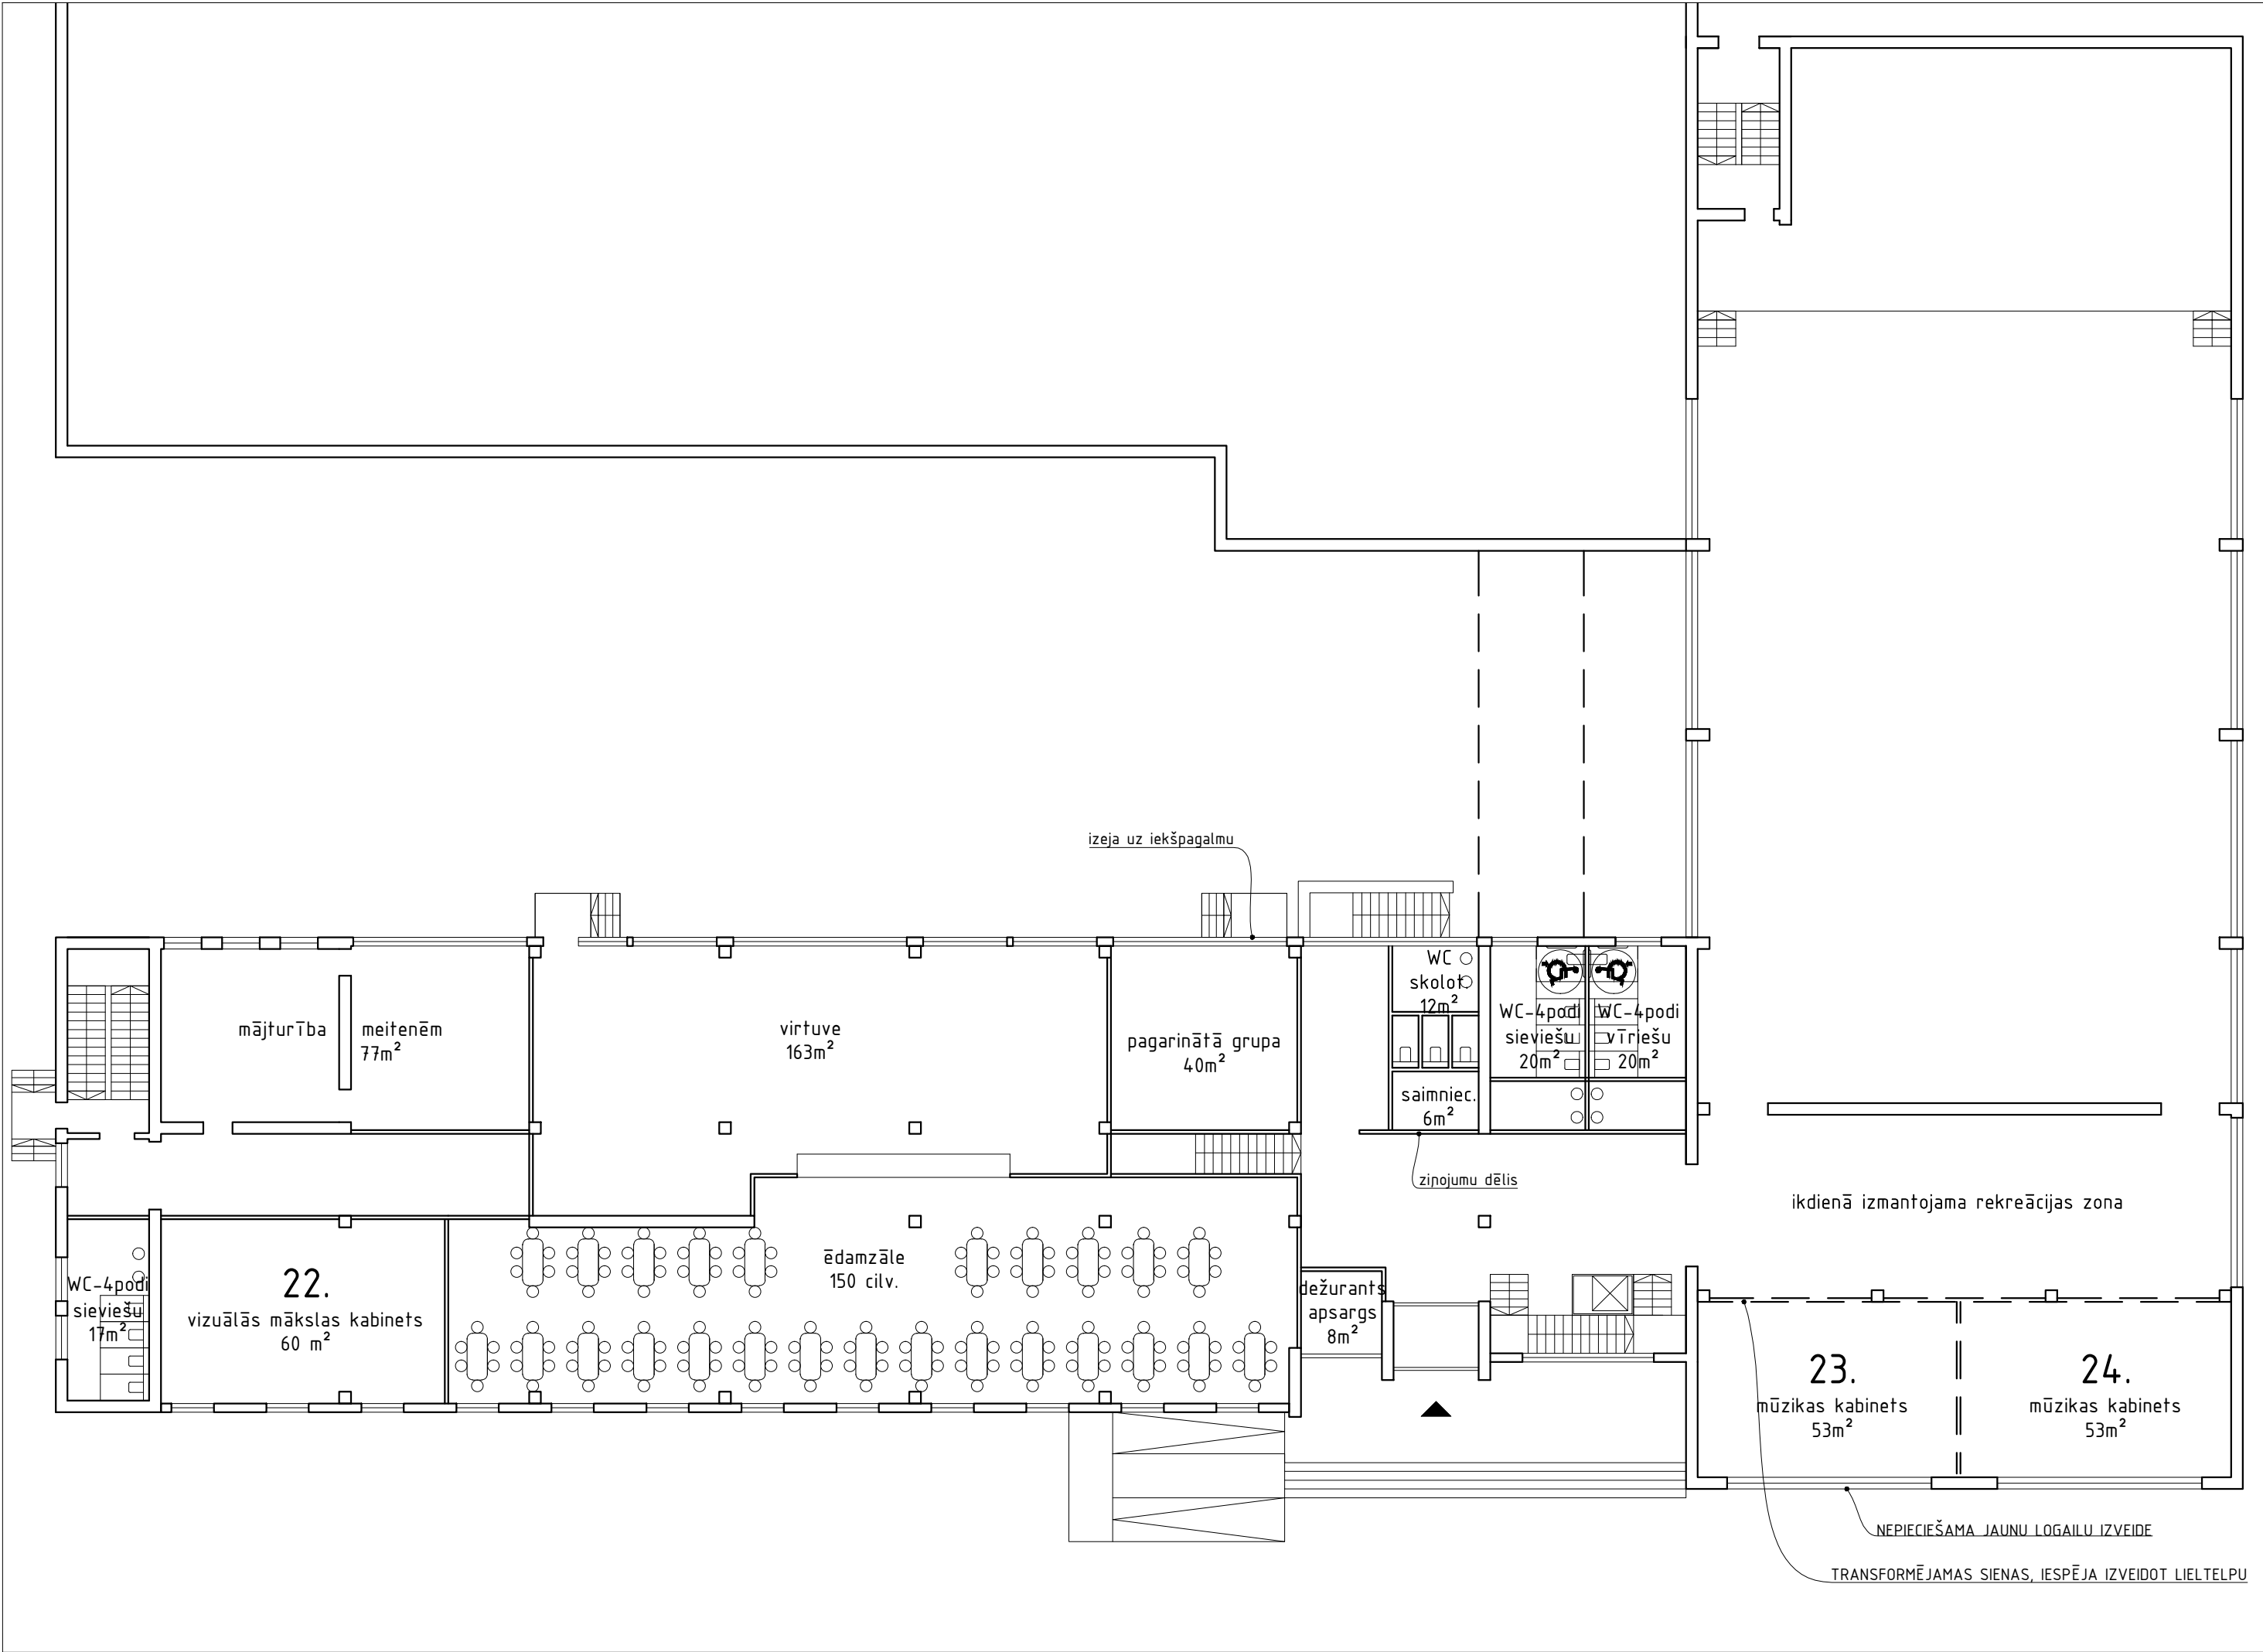 izeja uz iekšpagalmu
mājturība
meitenēm
77m²
virtuve
163m²
pagarinātā grupa
40m²
WC
skolot.
12m²
saimniec.
6m²
WC-4podi
sieviešu
20m²
WC-4podi
vīriešu
20m²
ziņojumu dēlis
ikdienā izmantojama rekreācijas zona
WC-4podi
sieviešu
17m²
22.
vizuālās mākslas kabinets
60 m²
ēdamzāle
150 cilv.
dežurants
apsargs
8m²
23.
mūzikas kabinets
53m²
24.
mūzikas kabinets
53m²
NEPIECIEŠAMA JAUNU LOGAILU IZVEIDE
TRANSFORMĒJAMAS SIENAS, IESPĒJA IZVEIDOT LIELTELPU